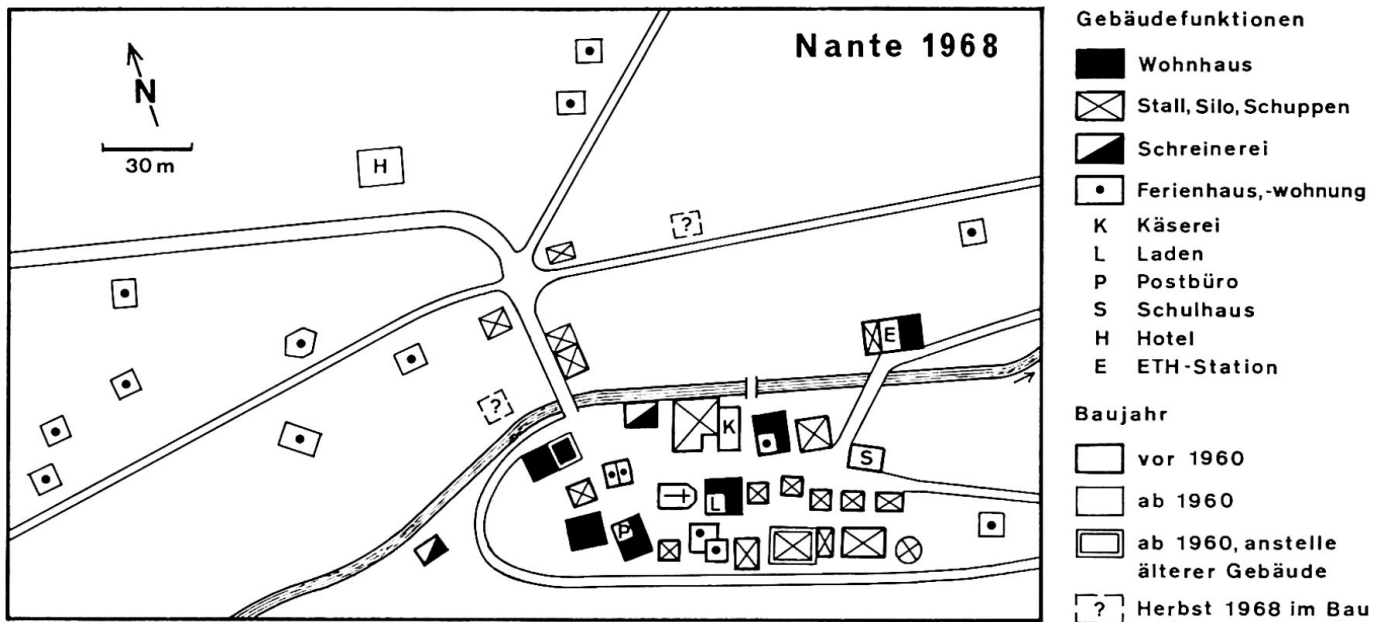 Nante 1968
N
30 m
H
?
E
?
K
S
L
P
Gebäudefunktionen
Wohnhaus
Stall, Silo, Schuppen
Schreinerei
Ferienhaus,-wohnung
K Käserei
L Laden
P Postbüro
S Schulhaus
H Hotel
E ETH-Station
Baujahr
vor 1960
ab 1960
ab 1960, anstelle
älterer Gebäude
? Herbst 1968 im Bau